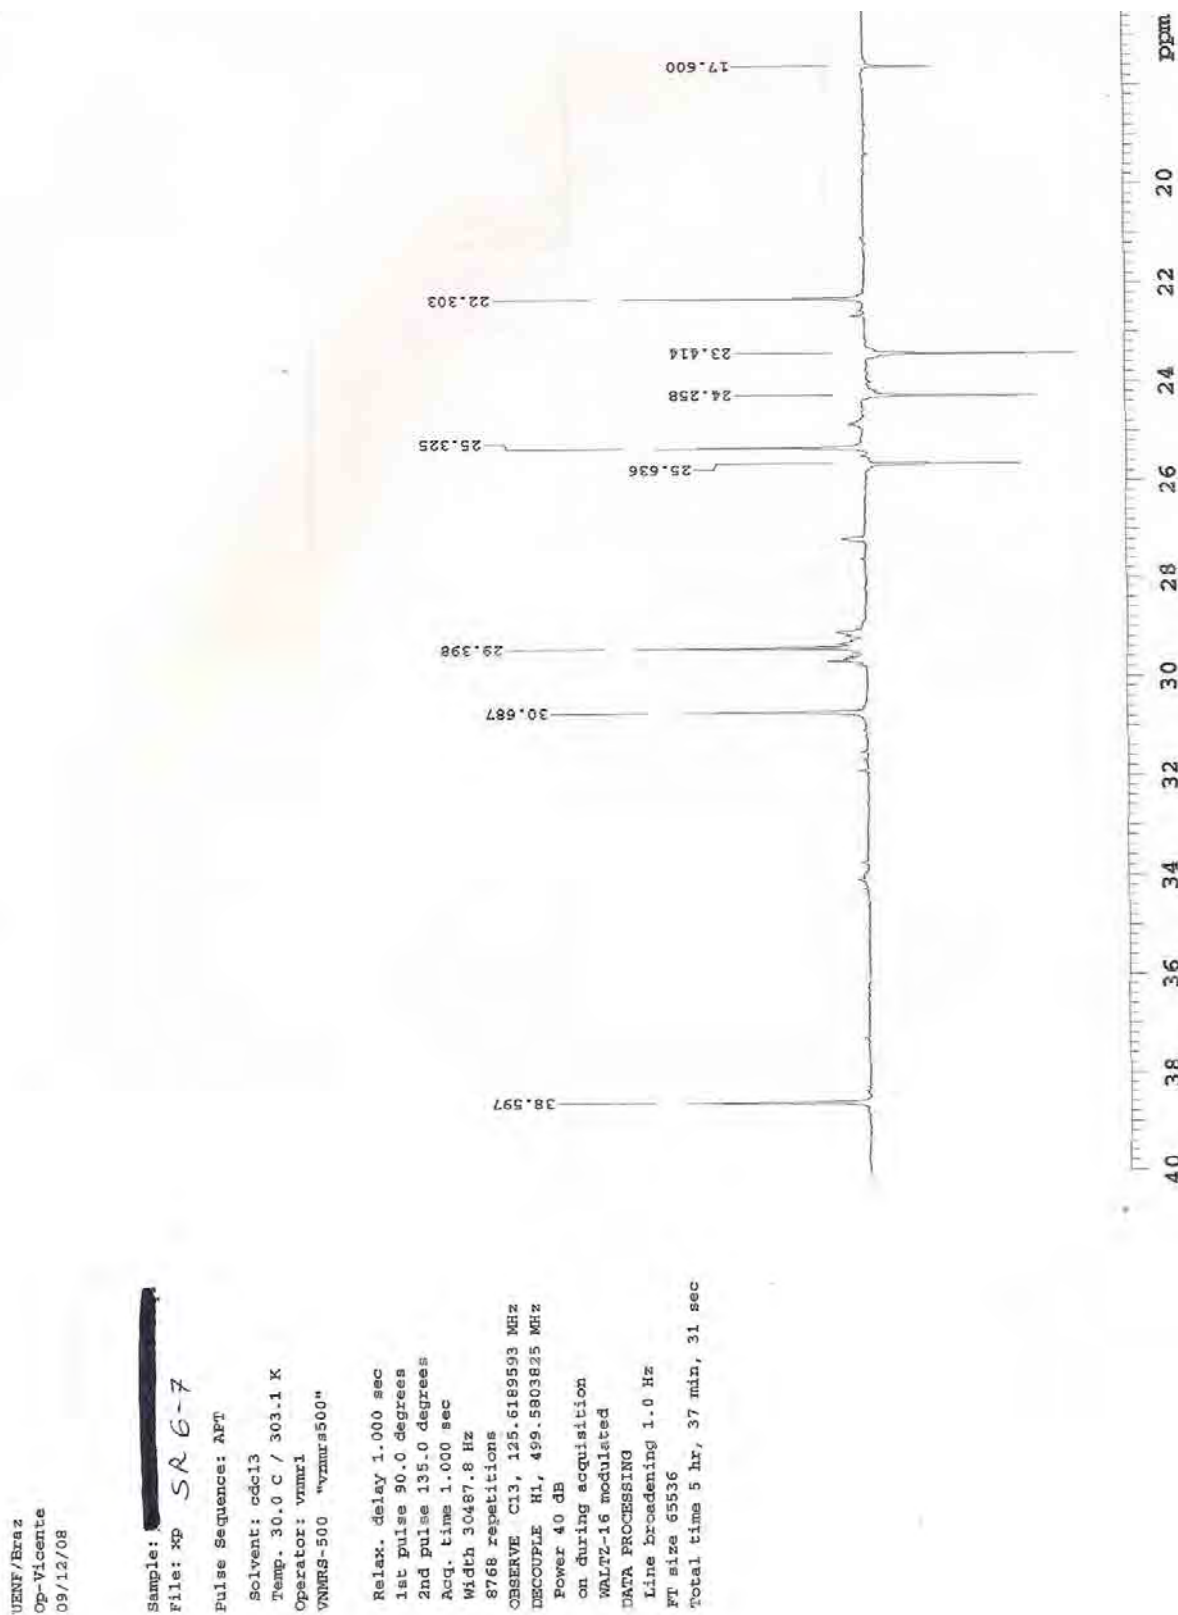 UENF/Braz
Op-Vicente
09/12/08
Sample:
File: xp SR 6-7
Pulse Sequence: APT
Solvent: cdcl3
Temp. 30.0 C / 303.1 K
Operator: vnmr1
VNMRS-500 "vnmrs500"
Relax. delay 1.000 sec
1st pulse 90.0 degrees
2nd pulse 135.0 degrees
Acq. time 1.000 sec
Width 30487.8 Hz
8768 repetitions
OBSERVE C13, 125.6189593 MHz
DECOUPLE H1, 499.5803825 MHz
Power 40 dB
on during acquisition
WALTZ-16 modulated
DATA PROCESSING
Line broadening 1.0 Hz
FT size 65536
Total time 5 hr, 37 min, 31 sec
38.597
30.687
29.398
25.636
25.325
24.258
23.414
22.303
17.600
40 38 36 34 32 30 28 26 24 22 20 ppm